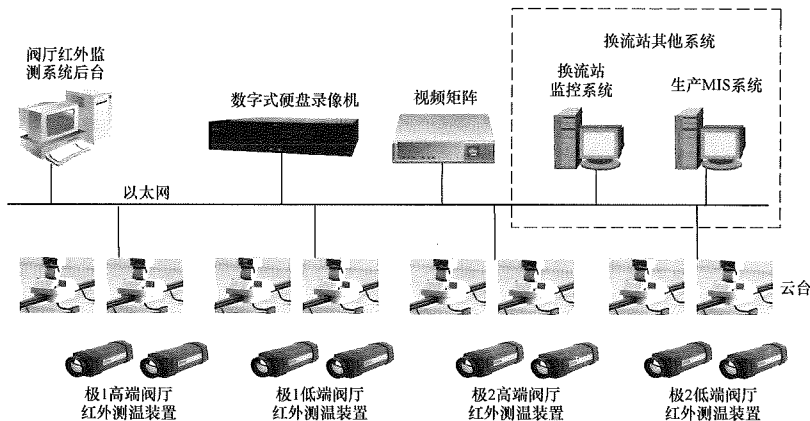 换流站其他系统
阀厅红外监
测系统后台
数字式硬盘录像机
视频矩阵
换流站
监控系统
生产MIS系统
以太网
云台
极1高端阀厅
红外测温装置
极1低端阀厅
红外测温装置
极2高端阀厅
红外测温装置
极2低端阀厅
红外测温装置